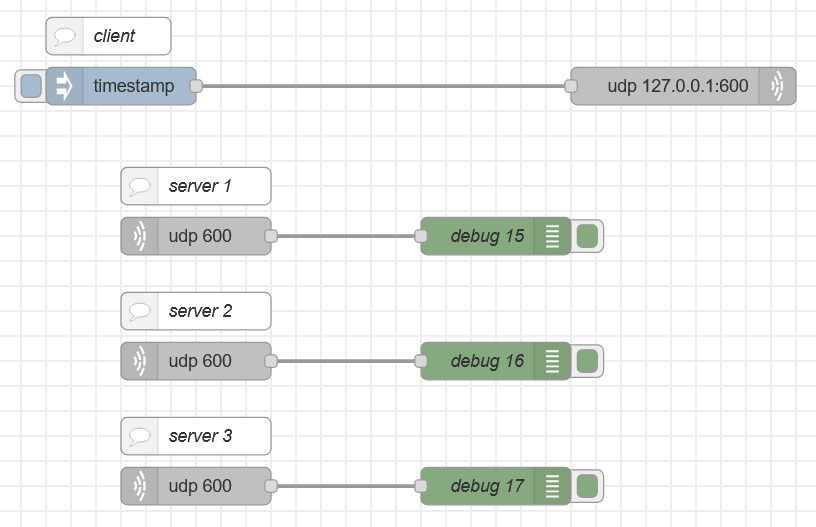 client
timestamp
udp 127.0.0.1:600
server 1
udp 600
debug 15
server 2
udp 600
debug 16
server 3
udp 600
debug 17